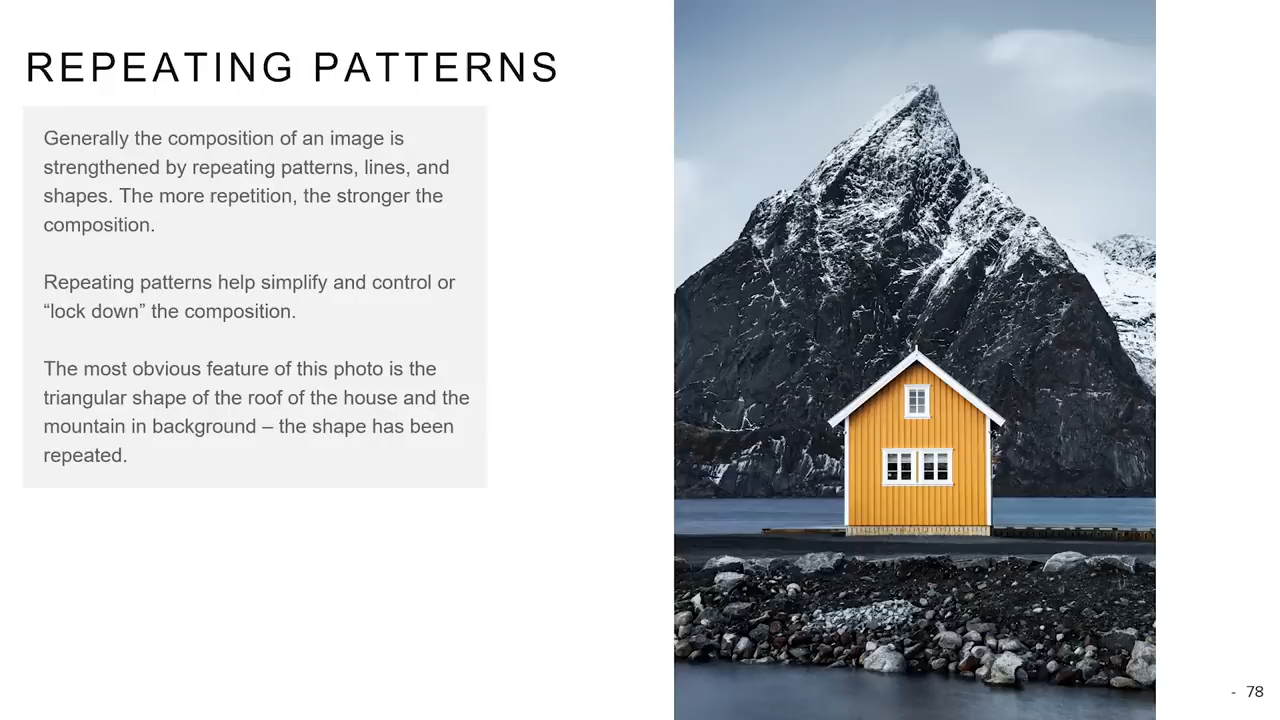 REPEATING PATTERNS
Generally the composition of an image is
strengthened by repeating patterns, lines, and
shapes. The more repetition, the stronger the
composition.
Repeating patterns help simplify and control or
“lock down” the composition.
The most obvious feature of this photo is the
triangular shape of the roof of the house and the
mountain in background – the shape has been
repeated.
- 78